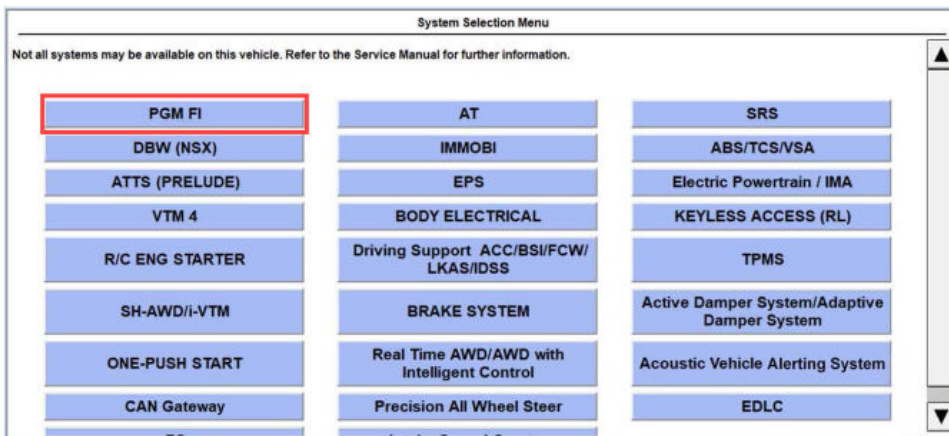 System Selection Menu
Not all systems may be available on this vehicle. Refer to the Service Manual for further information.
PGM FI
AT
SRS
DBW (NSX)
IMMOBI
ABS/TCS/VSA
ATTS (PRELUDE)
EPS
Electric Powertrain / IMA
VTM 4
BODY ELECTRICAL
KEYLESS ACCESS (RL)
R/C ENG STARTER
Driving Support ACC/BSI/FCW/
LKAS/IDSS
TPMS
SH-AWD/i-VTM
BRAKE SYSTEM
Active Damper System/Adaptive
Damper System
ONE-PUSH START
Real Time AWD/AWD with
Intelligent Control
Acoustic Vehicle Alerting System
CAN Gateway
Precision All Wheel Steer
EDLC